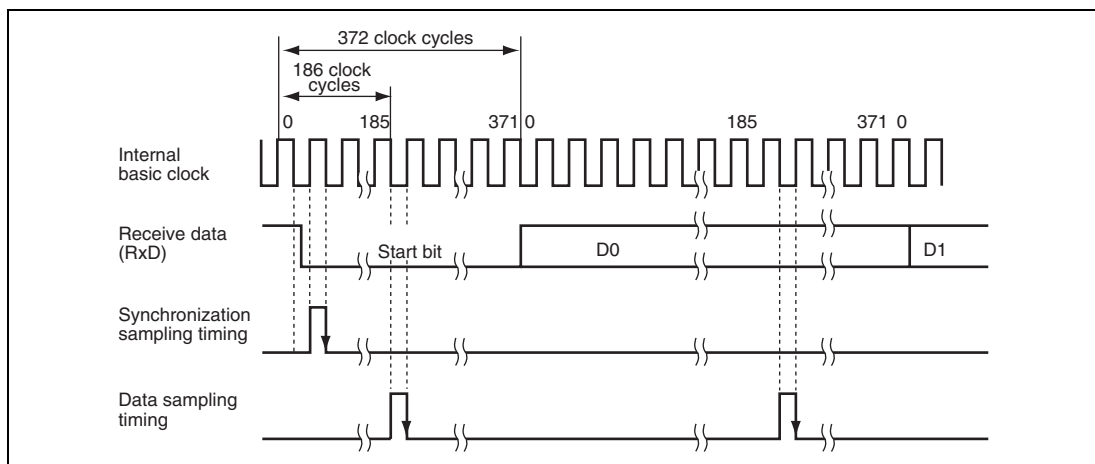 372 clock cycles
186 clock
cycles
0 185 371 0 185 371 0
Internal
basic clock
Receive data
(RxD)
Start bit D0 D1
Synchronization
sampling timing
Data sampling
timing